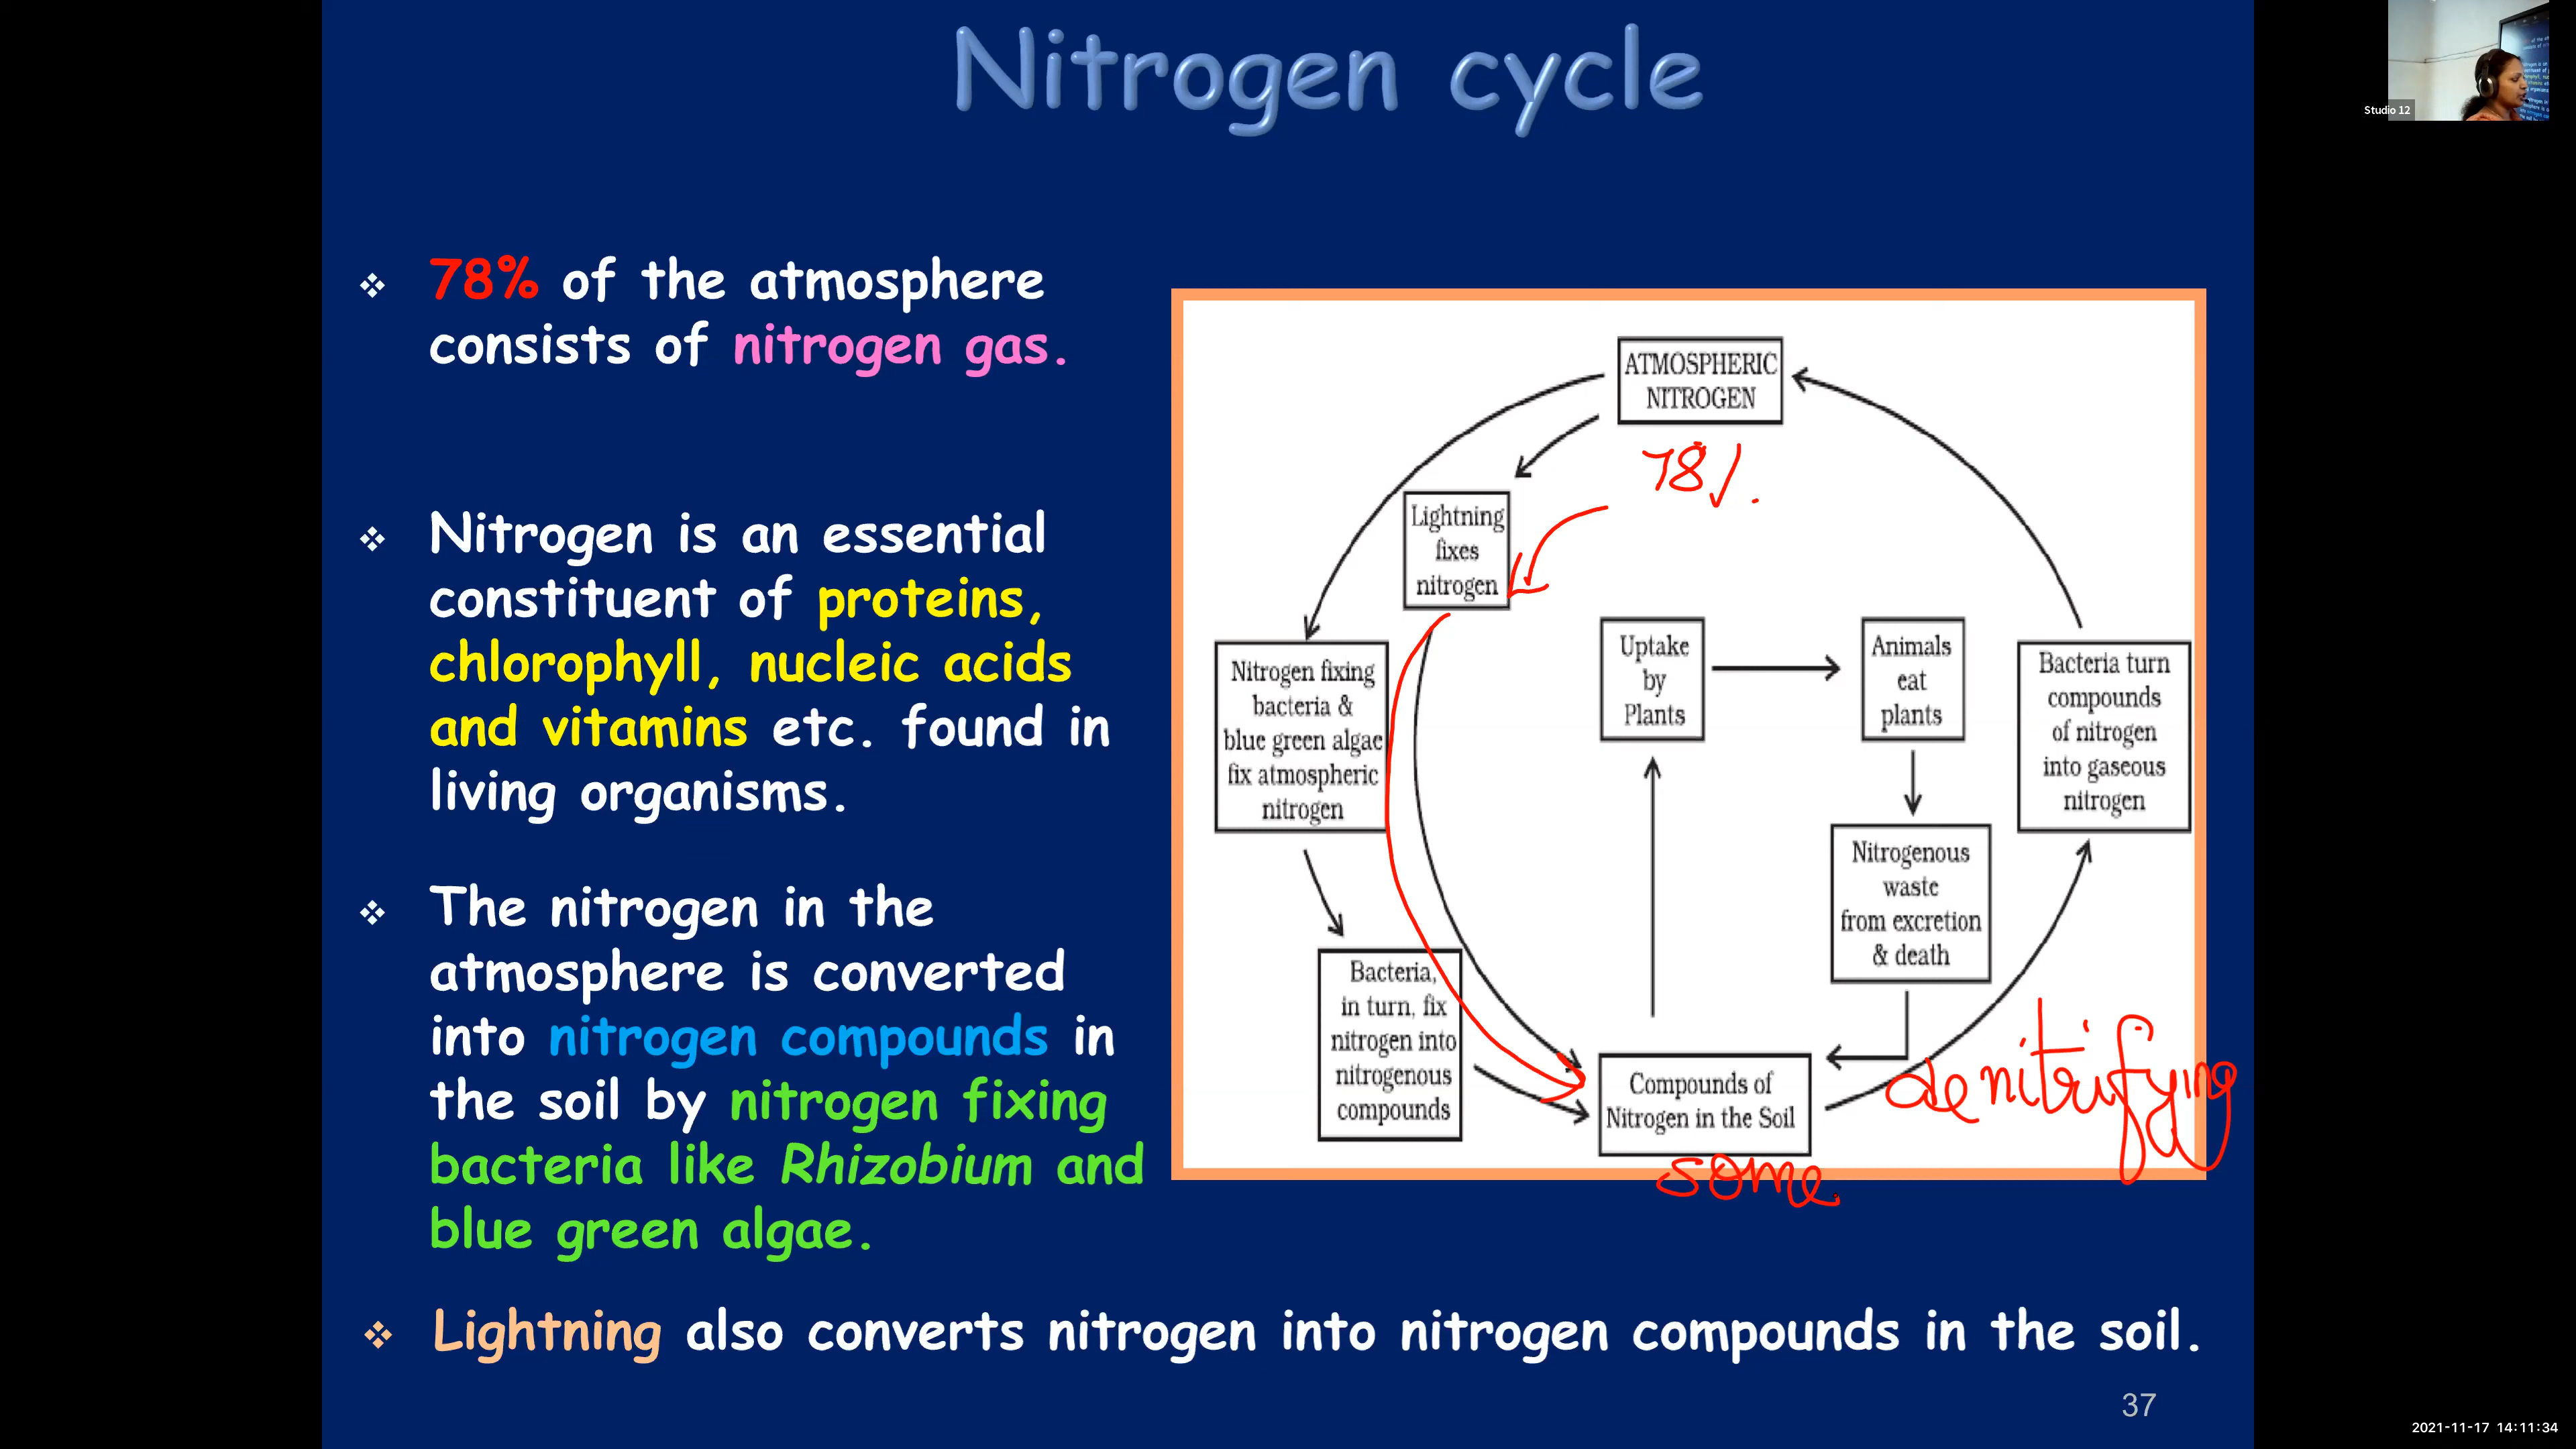 Nitrogen cycle
Studio 12
❖ 78% of the atmosphere
consists of nitrogen gas.
❖ Nitrogen is an essential
constituent of proteins,
chlorophyll, nucleic acids
and vitamins etc. found in
living organisms.
❖ The nitrogen in the
atmosphere is converted
into nitrogen compounds in
the soil by nitrogen fixing
bacteria like Rhizobium and
blue green algae.
❖ Lightning also converts nitrogen into nitrogen compounds in the soil.
ATMOSPHERIC
NITROGEN
78%.
Lightning
fixes
nitrogen
Nitrogen fixing
bacteria &
blue green algae
fix atmospheric
nitrogen
Bacteria,
in turn, fix
nitrogen into
nitrogenous
compounds
Uptake
by
Plants
Animals
eat
plants
Nitrogenous
waste
from excretion
& death
Bacteria turn
compounds
of nitrogen
into gaseous
nitrogen
Compounds of
Nitrogen in the Soil
denitrifying
some
37
2021-11-17 14:11:34